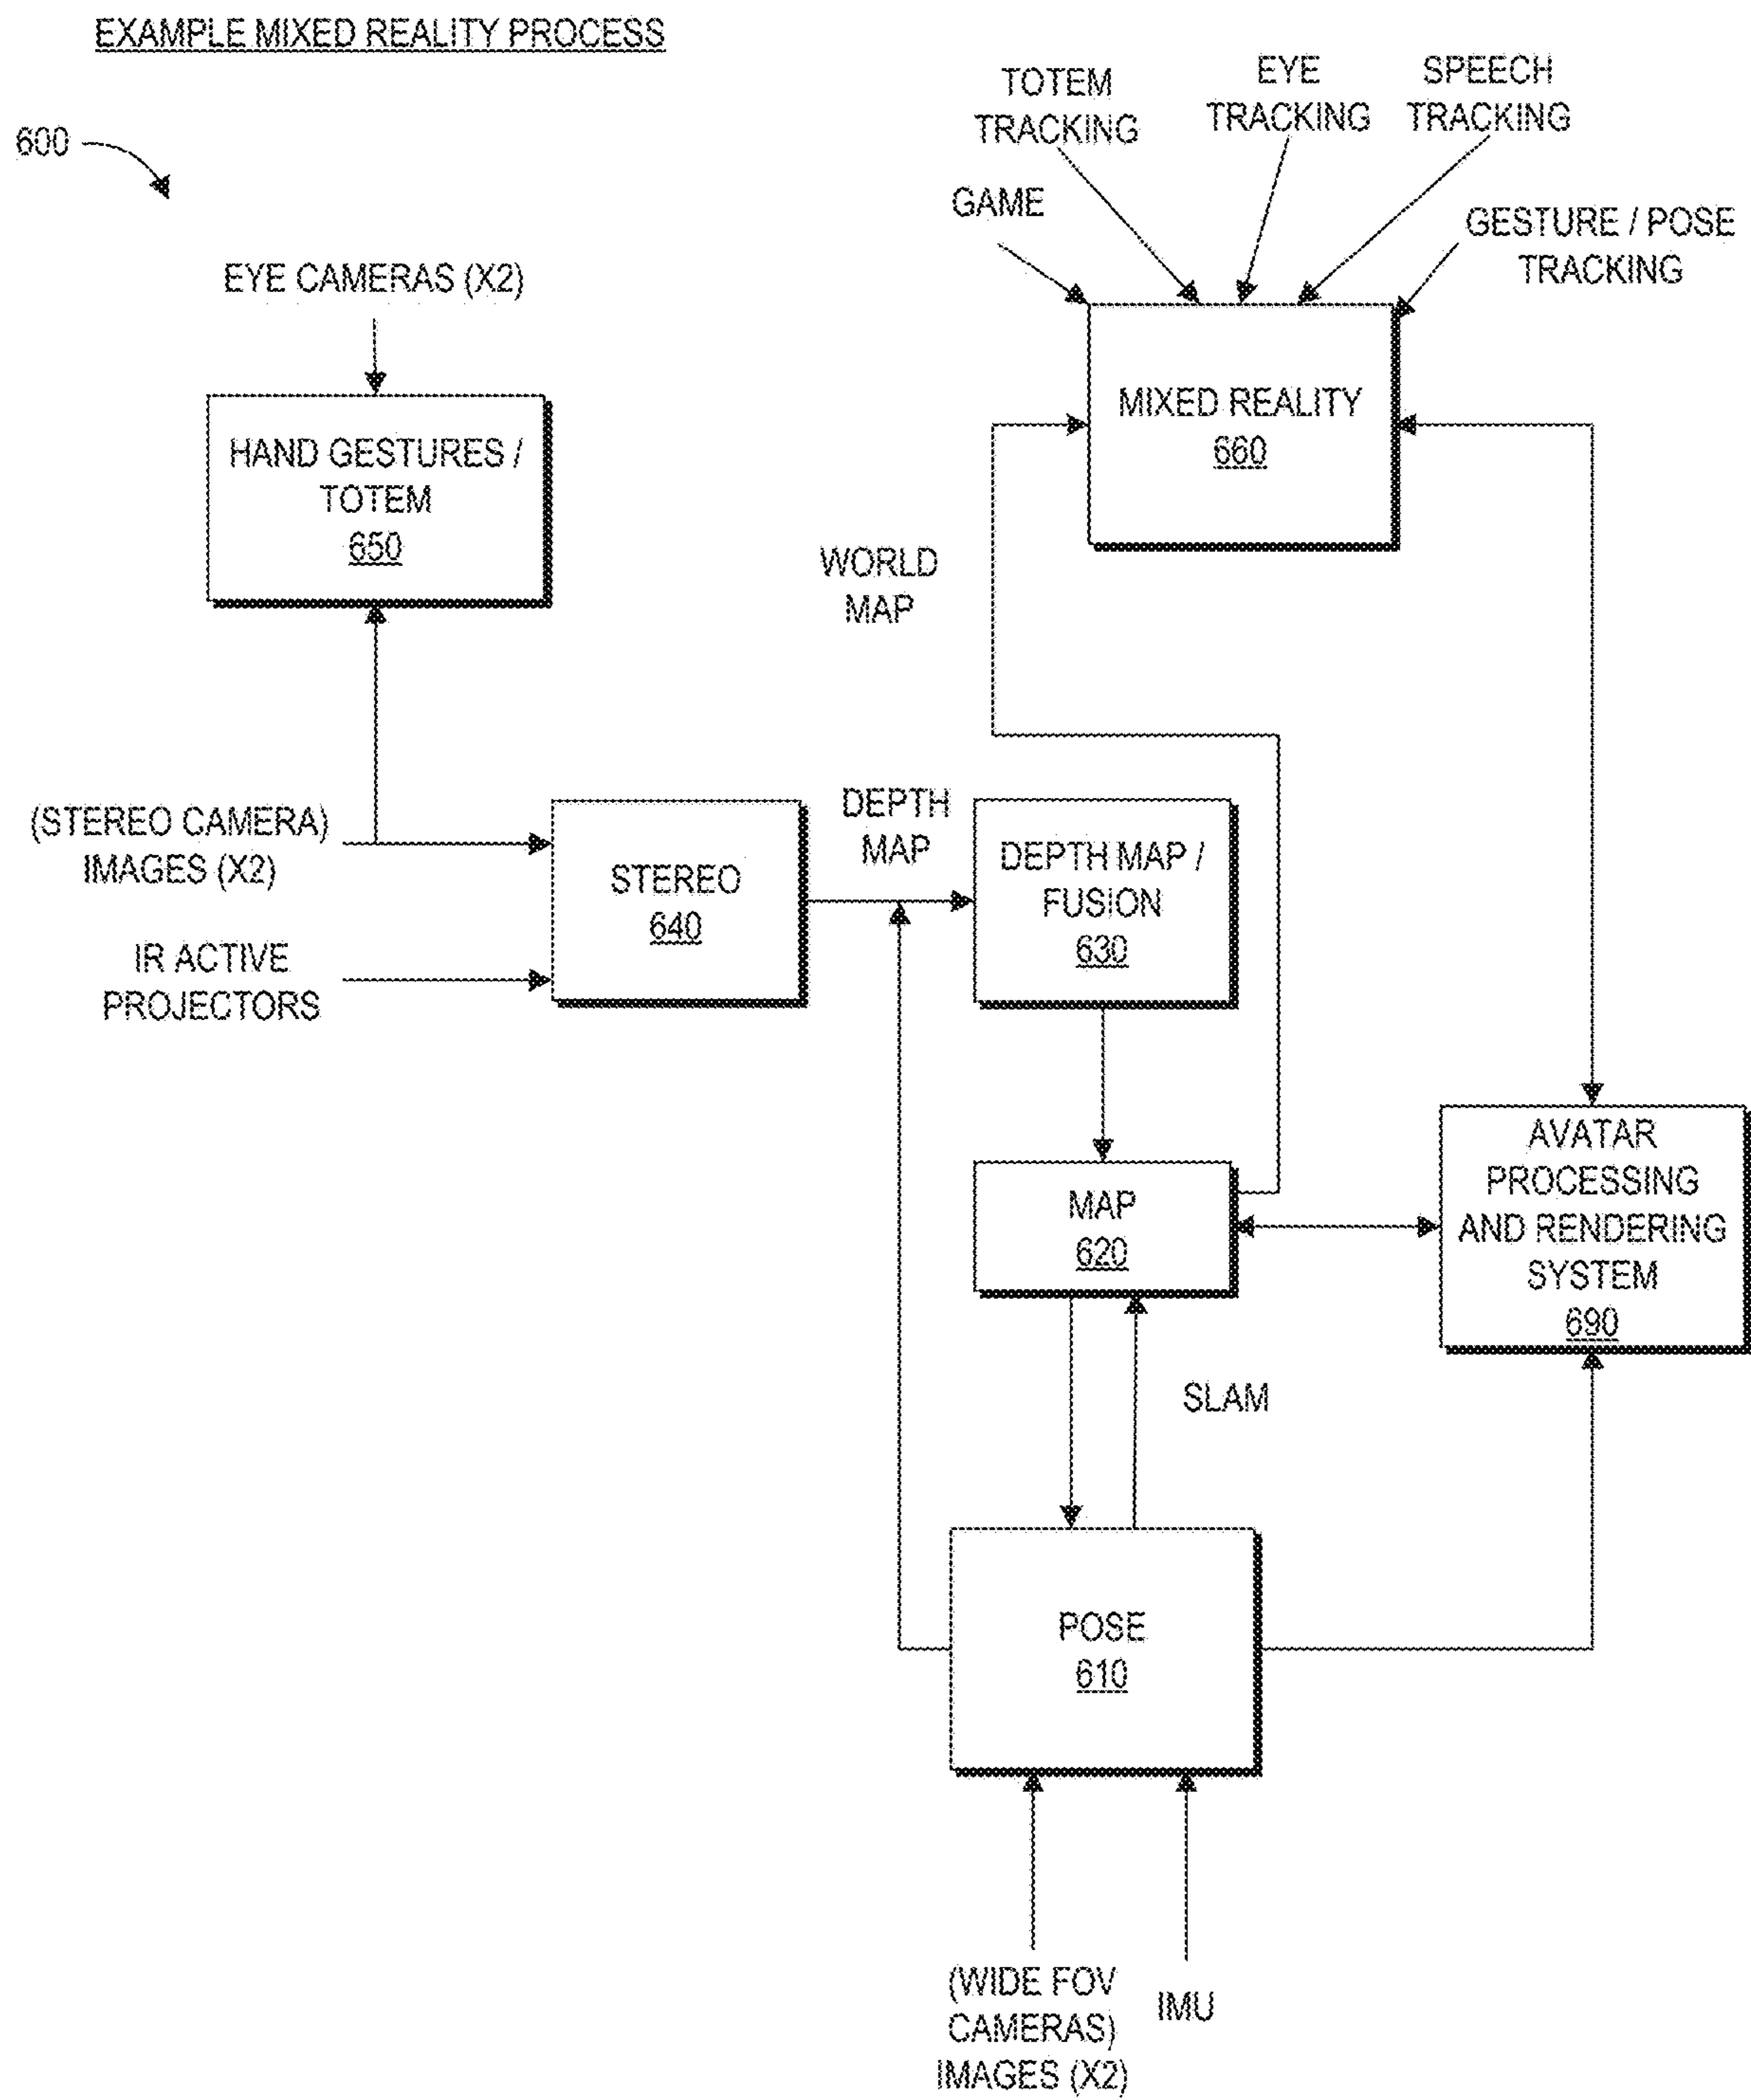 EXAMPLE MIXED REALITY PROCESS
600
TOTEM
TRACKING
EYE
TRACKING
SPEECH
TRACKING
GAME
GESTURE / POSE
TRACKING
EYE CAMERAS (X2)
HAND GESTURES /
TOTEM
650
MIXED REALITY
660
WORLD
MAP
(STEREO CAMERA)
IMAGES (X2)
IR ACTIVE
PROJECTORS
STEREO
640
DEPTH
MAP
DEPTH MAP /
FUSION
630
MAP
620
AVATAR
PROCESSING
AND RENDERING
SYSTEM
690
SLAM
POSE
610
(WIDE FOV
CAMERAS)
IMAGES (X2)
IMU